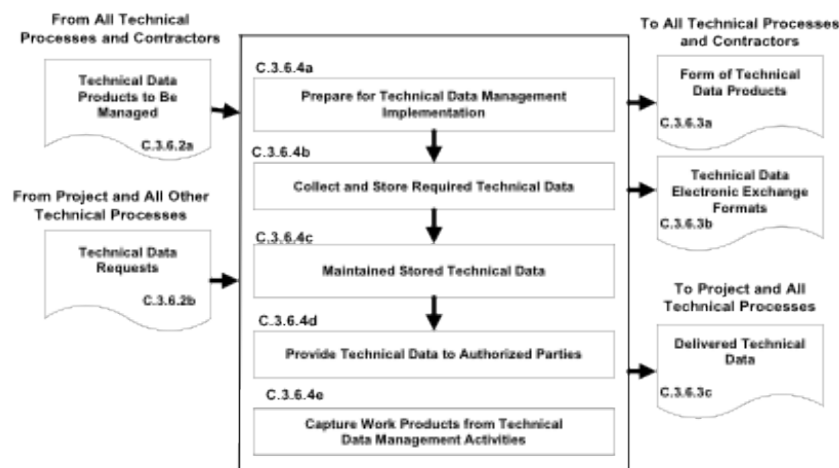 From All Technical
Processes and Contractors
Technical Data
Products to Be
Managed
C.3.6.2a
From Project and All Other
Technical Processes
Technical Data
Requests
C.3.6.2b
C.3.6.4a
Prepare for Technical Data Management
Implementation
C.3.6.4b
Collect and Store Required Technical Data
C.3.6.4c
Maintained Stored Technical Data
C.3.6.4d
Provide Technical Data to Authorized Parties
C.3.6.4e
Capture Work Products from Technical
Data Management Activities
To All Technical Processes
and Contractors
Form of Technical
Data Products
C.3.6.3a
Technical Data
Electronic Exchange
Formats
C.3.6.3b
To Project and All
Technical Processes
Delivered Technical
Data
C.3.6.3c